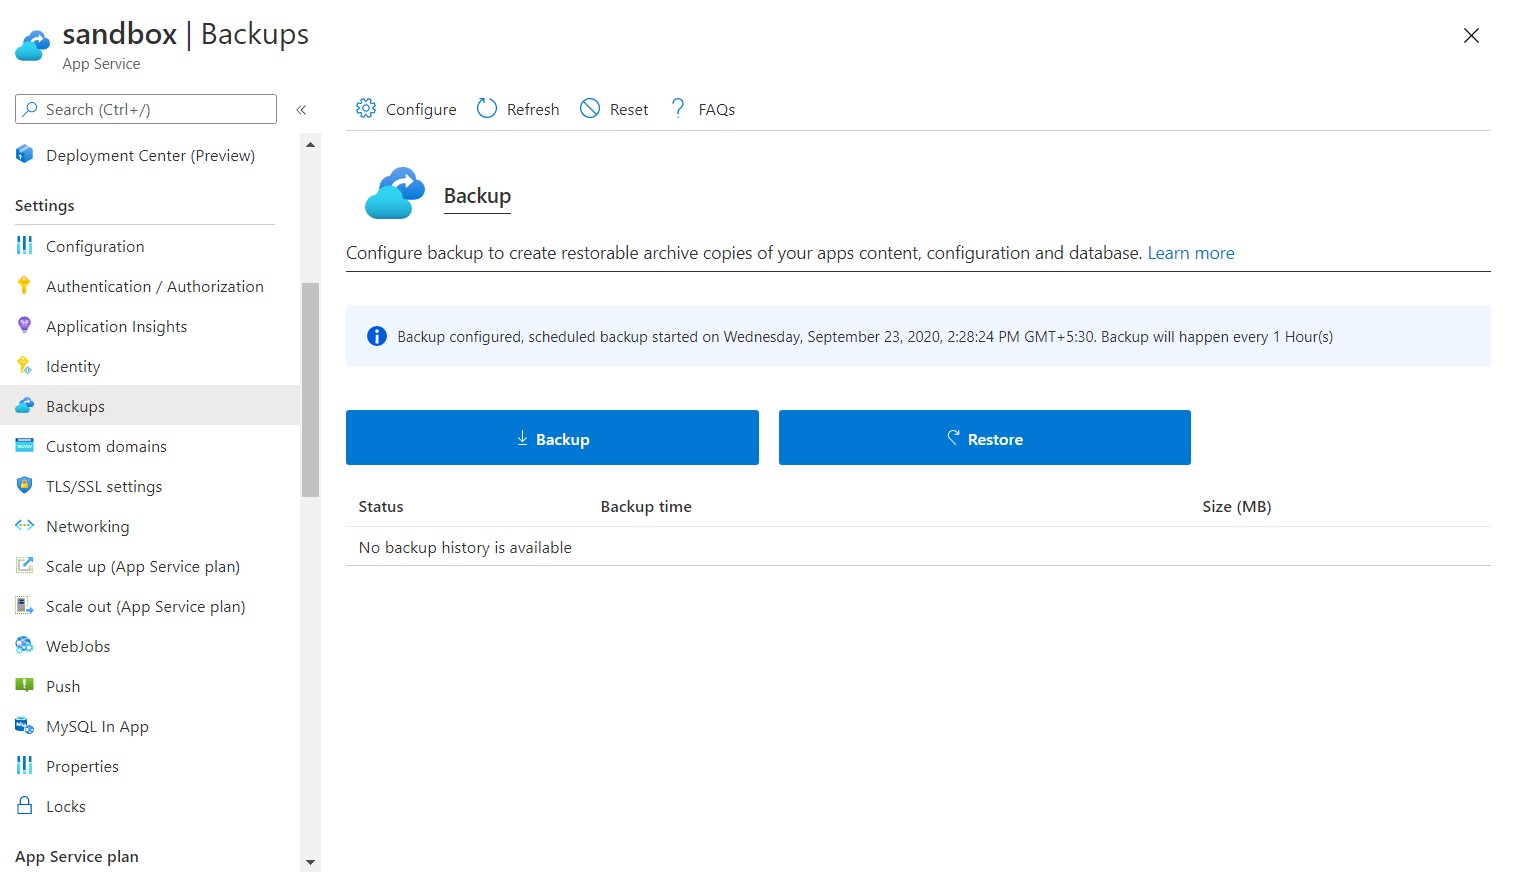 sandbox | Backups
App Service
Search (Ctrl+/)
«
Deployment Center (Preview)
Settings
Configuration
Authentication / Authorization
Application Insights
Identity
Backups
Custom domains
TLS/SSL settings
Networking
Scale up (App Service plan)
Scale out (App Service plan)
WebJobs
Push
MySQL In App
Properties
Locks
App Service plan
Configure
Refresh
Reset
? FAQs
Backup
Configure backup to create restorable archive copies of your apps content, configuration and database. Learn more
Backup configured, scheduled backup started on Wednesday, September 23, 2020, 2:28:24 PM GMT+5:30. Backup will happen every 1 Hour(s)
Backup
Restore
Status Backup time Size (MB)
No backup history is available